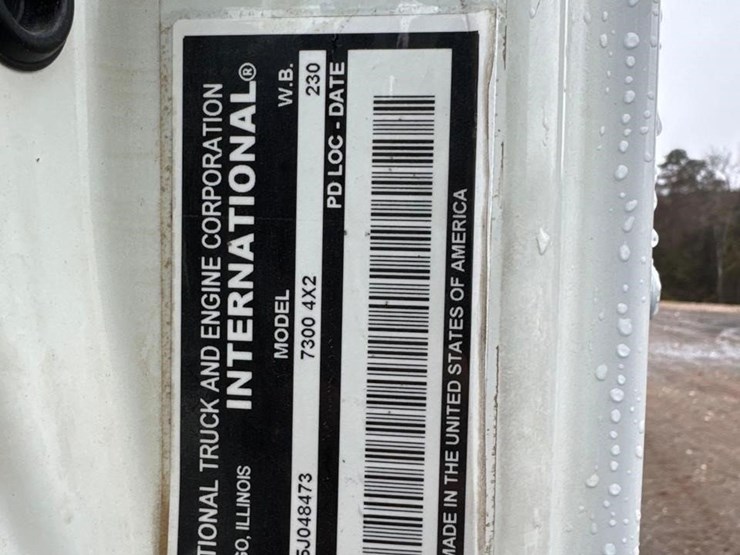 TIONAL TRUCK AND ENGINE CORPORATION
GO, ILLINOIS INTERNATIONAL®
MODEL W.B.
5J048473 7300 4X2 230
PD LOC - DATE
MADE IN THE UNITED STATES OF AMERICA